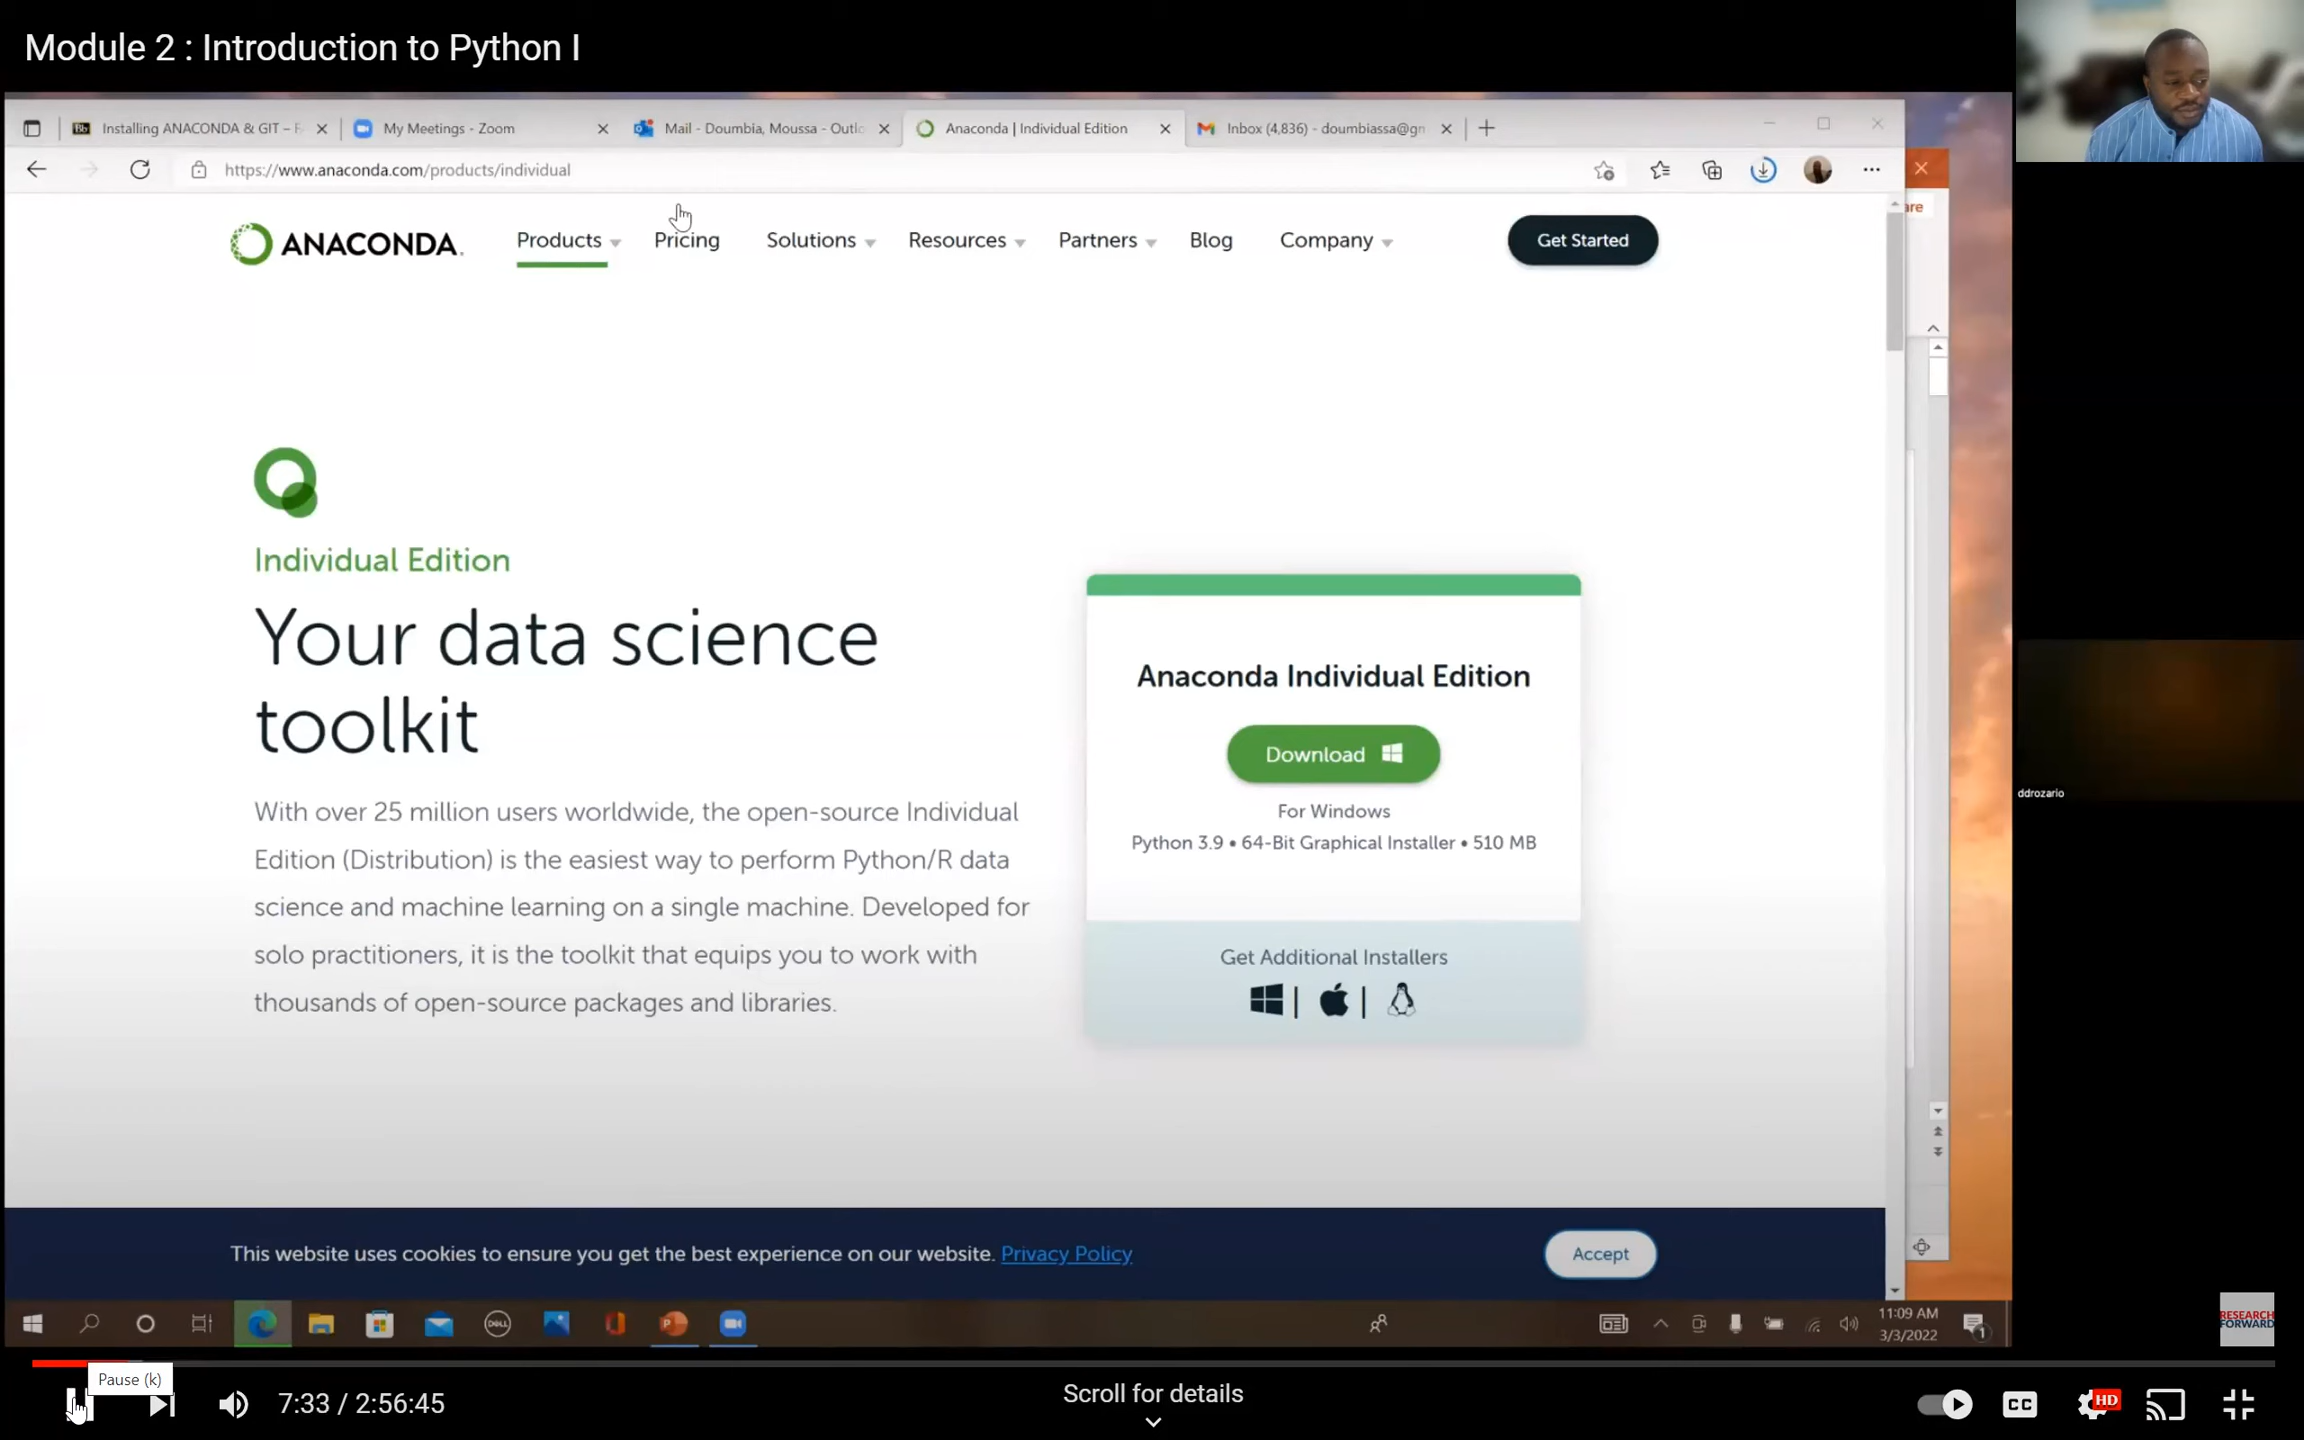 Module 2 : Introduction to Python I
Installing ANACONDA & GIT – 
My Meetings - Zoom
Mail - Doumbia, Moussa - Outlo
Anaconda | Individual Edition
Inbox (4,836) - doumbiassa@gm
https://www.anaconda.com/products/individual
are
ANACONDA.
Products
Pricing
Solutions
Resources
Partners
Blog
Company
Get Started
Individual Edition
Your data science
toolkit
With over 25 million users worldwide, the open-source Individual
Edition (Distribution) is the easiest way to perform Python/R data
science and machine learning on a single machine. Developed for
solo practitioners, it is the toolkit that equips you to work with
thousands of open-source packages and libraries.
Anaconda Individual Edition
Download
For Windows
Python 3.9 • 64-Bit Graphical Installer • 510 MB
Get Additional Installers
ddrozario
This website uses cookies to ensure you get the best experience on our website. Privacy Policy
Accept
DELL
11:09 AM
3/3/2022
1
RESEARCH
FORWARD
Pause (k)
7:33 / 2:56:45
Scroll for details
CC
HD